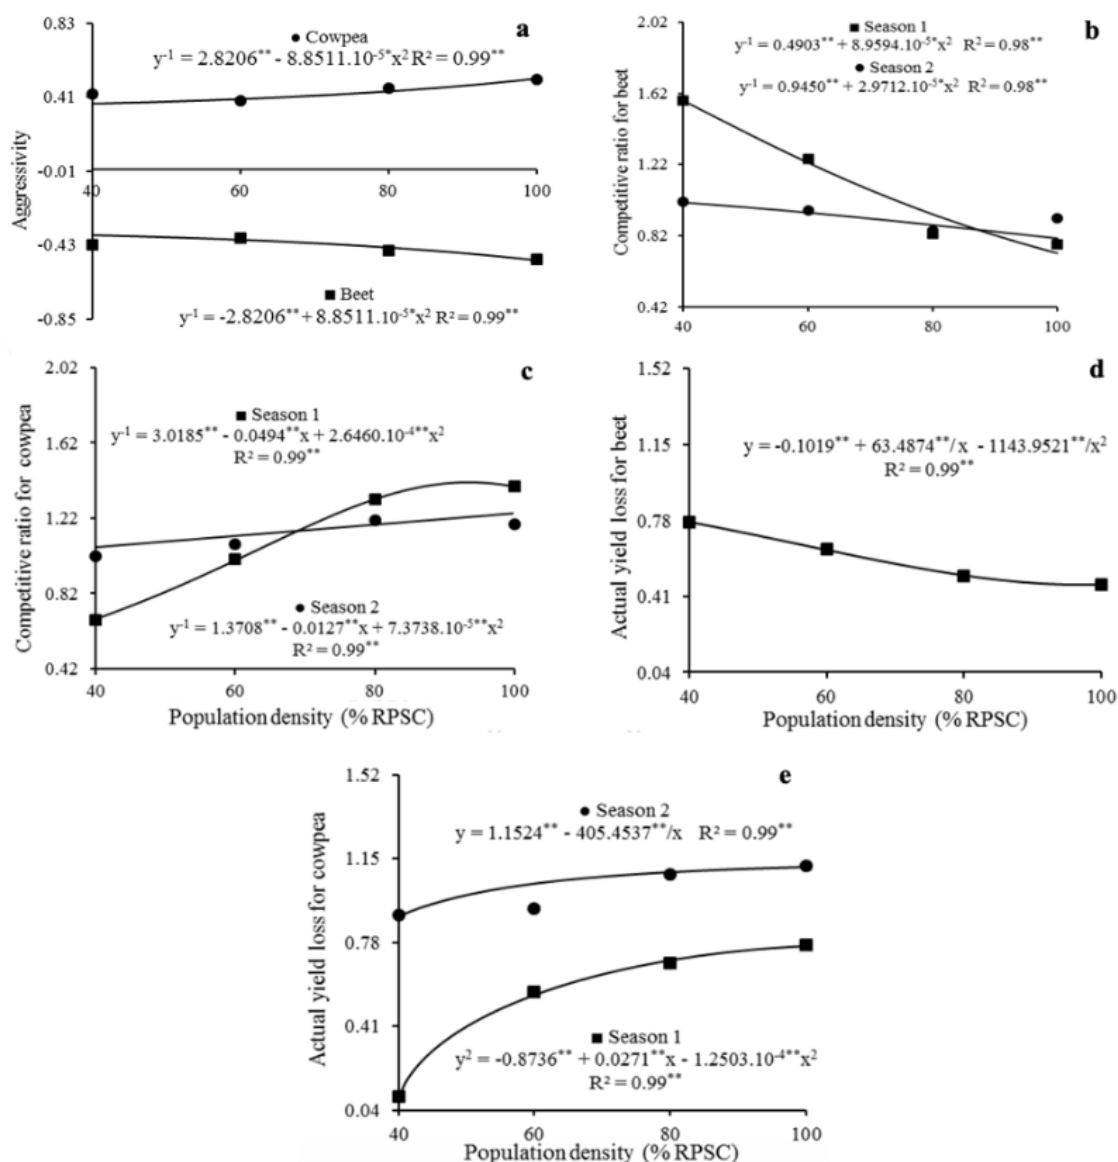 a
Aggressivity
0.83
0.41
-0.01
-0.43
-0.85
40
60
80
100
Cowpea
y⁻¹ = 2.8206** - 8.8511.10⁻⁵*x² R² = 0.99**
Beet
y⁻¹ = -2.8206** + 8.8511.10⁻⁵*x² R² = 0.99**
b
Competitive ratio for beet
2.02
1.62
1.22
0.82
0.42
40
60
80
100
Season 1
y⁻¹ = 0.4903** + 8.9594.10⁻⁵*x² R² = 0.98**
Season 2
y⁻¹ = 0.9450** + 2.9712.10⁻⁵*x² R² = 0.98**
c
Competitive ratio for cowpea
2.02
1.62
1.22
0.82
0.42
40
60
80
100
Population density (% RPSC)
Season 1
y⁻¹ = 3.0185** - 0.0494**x + 2.6460.10⁻⁴**x²
R² = 0.99**
Season 2
y⁻¹ = 1.3708** - 0.0127**x + 7.3738.10⁻⁵**x²
R² = 0.99**
d
Actual yield loss for beet
1.52
1.15
0.78
0.41
0.04
40
60
80
100
Population density (% RPSC)
y = -0.1019** + 63.4874**/x - 1143.9521**/x²
R² = 0.99**
e
Actual yield loss for cowpea
1.52
1.15
0.78
0.41
0.04
40
60
80
100
Population density (% RPSC)
Season 2
y = 1.1524** - 405.4537**/x R² = 0.99**
Season 1
y² = -0.8736** + 0.0271**x - 1.2503.10⁻⁴**x²
R² = 0.99**